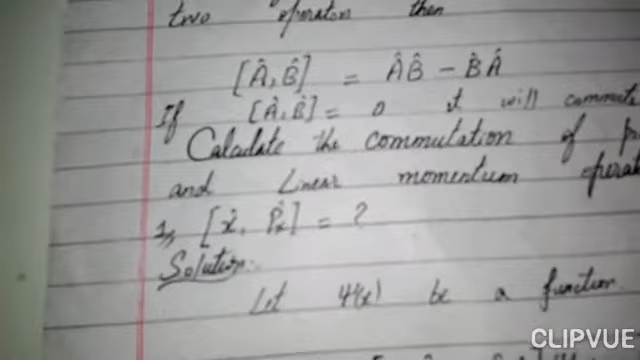 two operators then
[Â, B̂] = ÂB̂ - B̂Â
If [Â, B̂] = 0 it will commute
Calculate the commutation of
and Linear momentum
1, [x̂, P̂x] = ?
Solution:-
Let Ψ(x) be a function
CLIPVUE